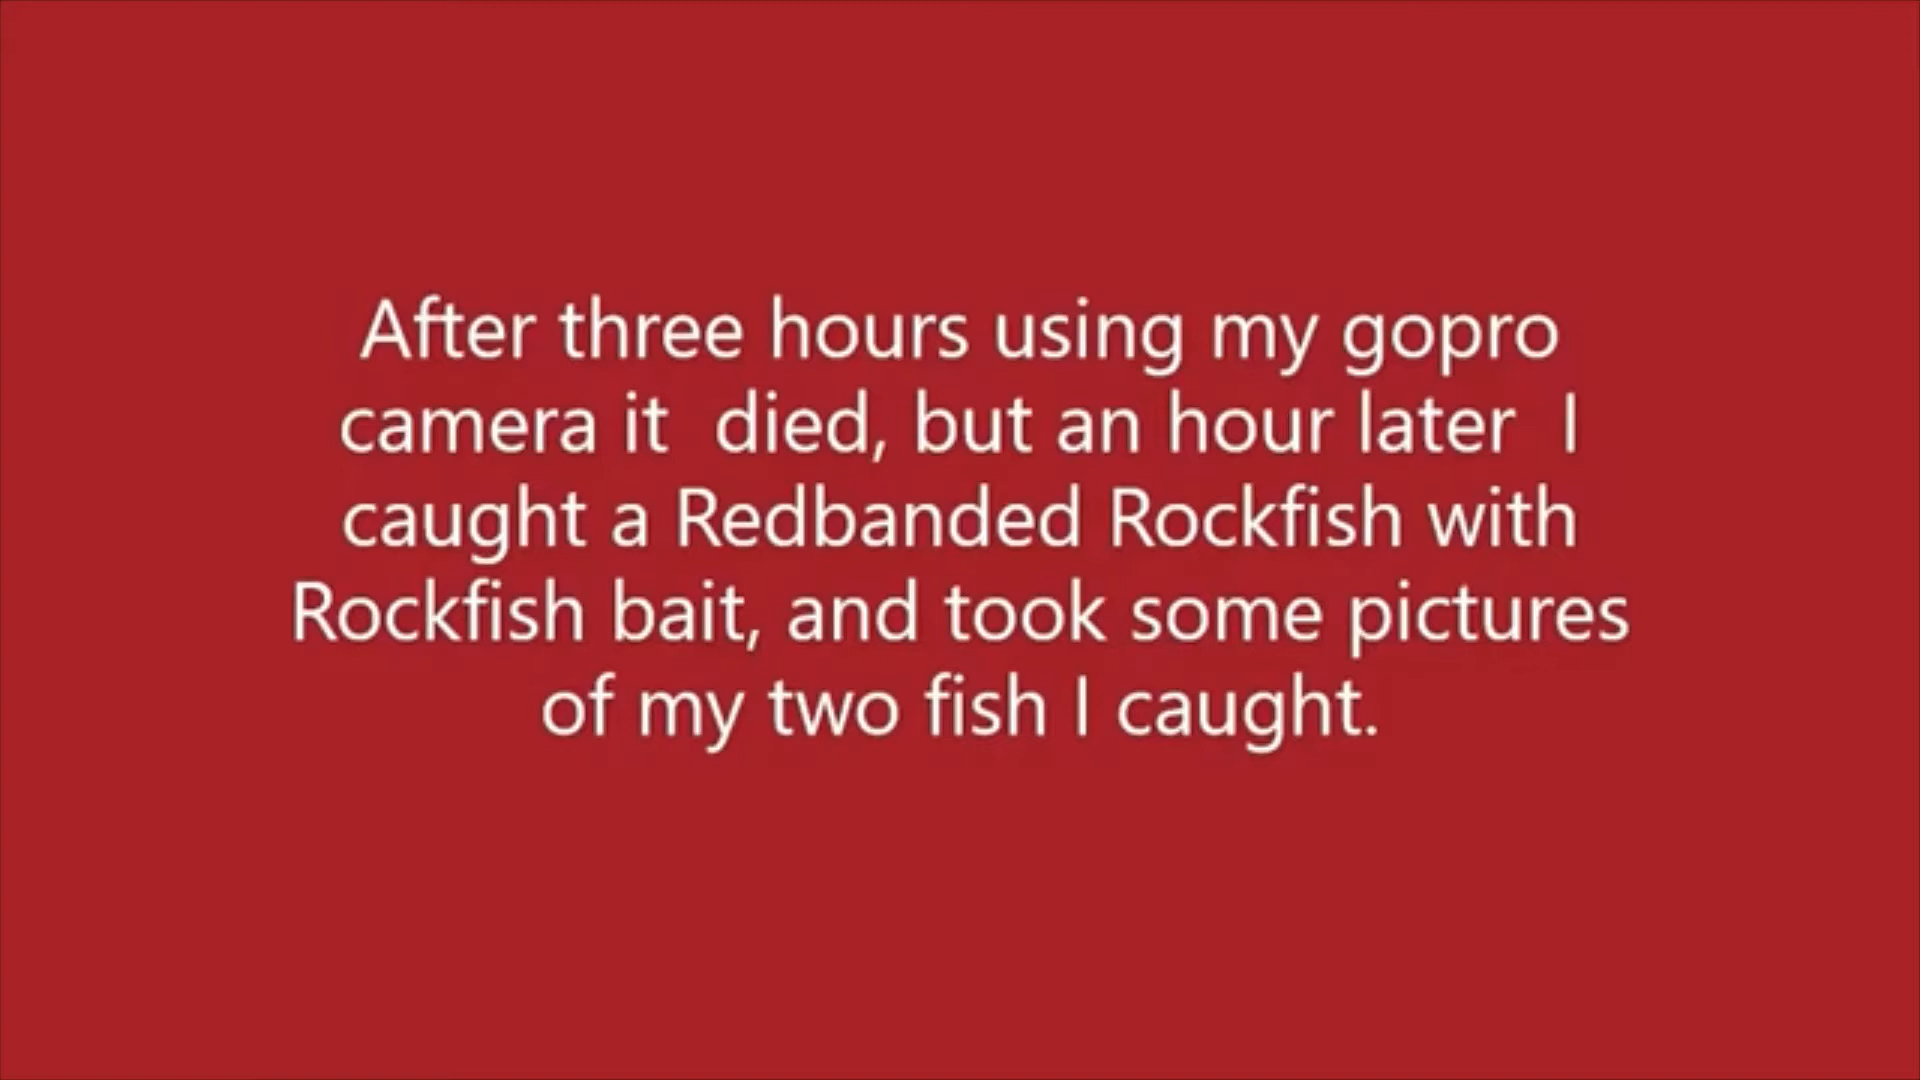 After three hours using my gopro
camera it  died, but an hour later  I
caught a Redbanded Rockfish with
Rockfish bait, and took some pictures
of my two fish I caught.